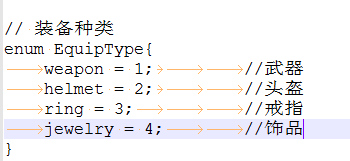 // 装备种类
enum EquipType{
weapon = 1; //武器
helmet = 2; //头盔
ring = 3; //戒指
jewelry = 4; //饰品
}